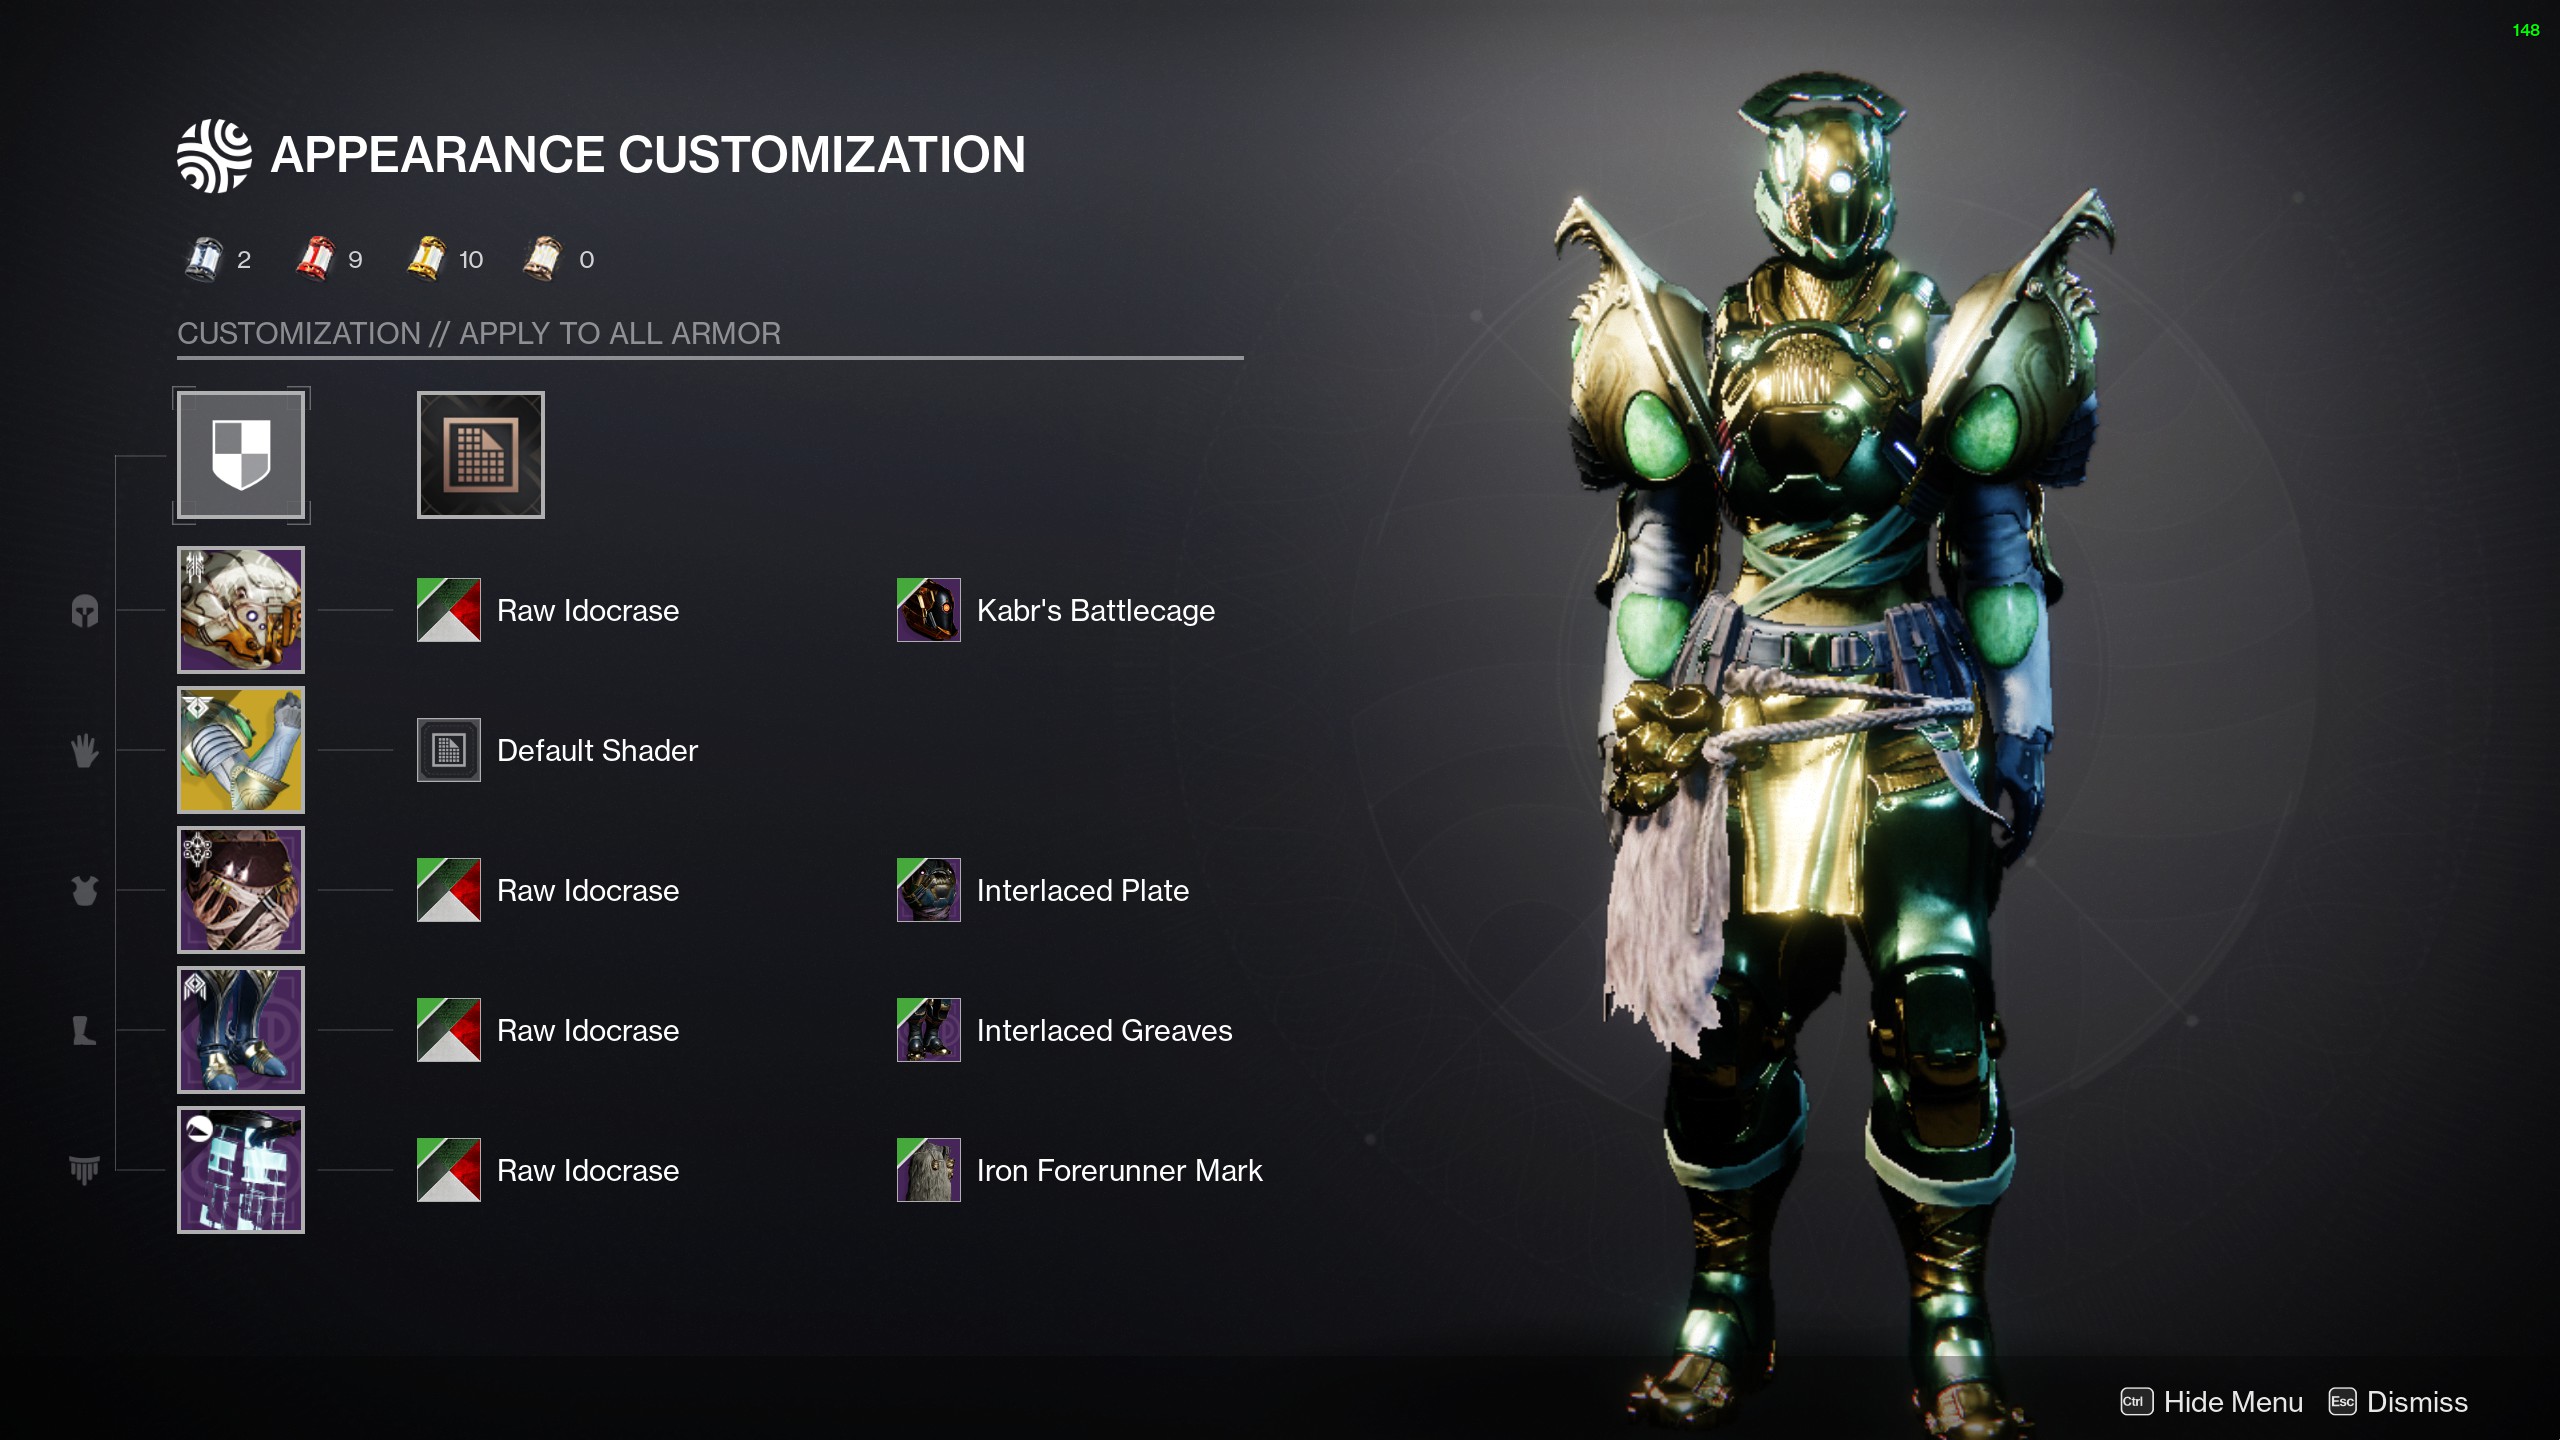 148
APPEARANCE CUSTOMIZATION
2 9 10 0
CUSTOMIZATION // APPLY TO ALL ARMOR
Raw Idocrase Kabr's Battlecage
Default Shader
Raw Idocrase Interlaced Plate
Raw Idocrase Interlaced Greaves
Raw Idocrase Iron Forerunner Mark
Ctrl Hide Menu Esc Dismiss